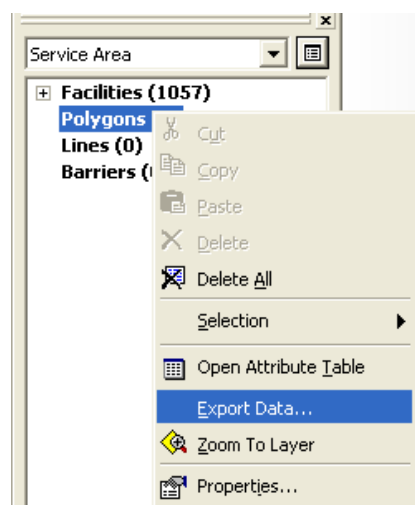 Service Area
Facilities (1057)
Polygons
Lines (0)
Barriers (
Cut
Copy
Paste
Delete
Delete All
Selection
Open Attribute Table
Export Data...
Zoom To Layer
Properties...